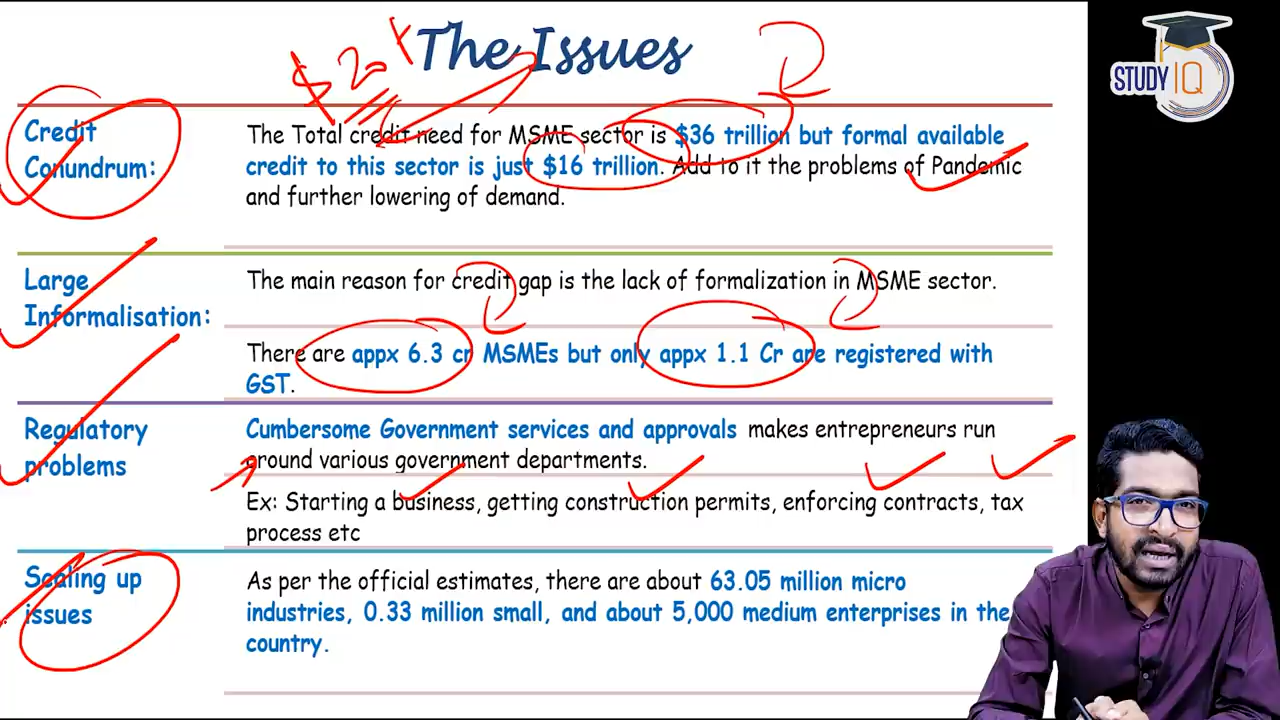 The Issues
$20 t
STUDY IQ
Credit
Conundrum:
The Total credit need for MSME sector is $36 trillion but formal available
credit to this sector is just $16 trillion. Add to it the problems of Pandemic
and further lowering of demand.
Large
Informalisation:
The main reason for credit gap is the lack of formalization in MSME sector.
There are appx 6.3 cr MSMEs but only appx 1.1 Cr are registered with
GST.
Regulatory
problems
Cumbersome Government services and approvals makes entrepreneurs run
around various government departments.
Ex: Starting a business, getting construction permits, enforcing contracts, tax
process etc
Scaling up
issues
As per the official estimates, there are about 63.05 million micro
industries, 0.33 million small, and about 5,000 medium enterprises in the
country.